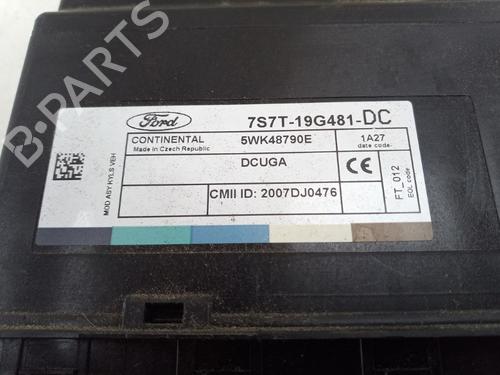 B-PARTS
Ford
7S7T-19G481-DC
CONTINENTAL
Made in Czech Republic
5WK48790E
1A27
date code
DCUGA
CMII ID: 2007DJ0476
FT_012
EOL code
MOD ASY KYLS VEH